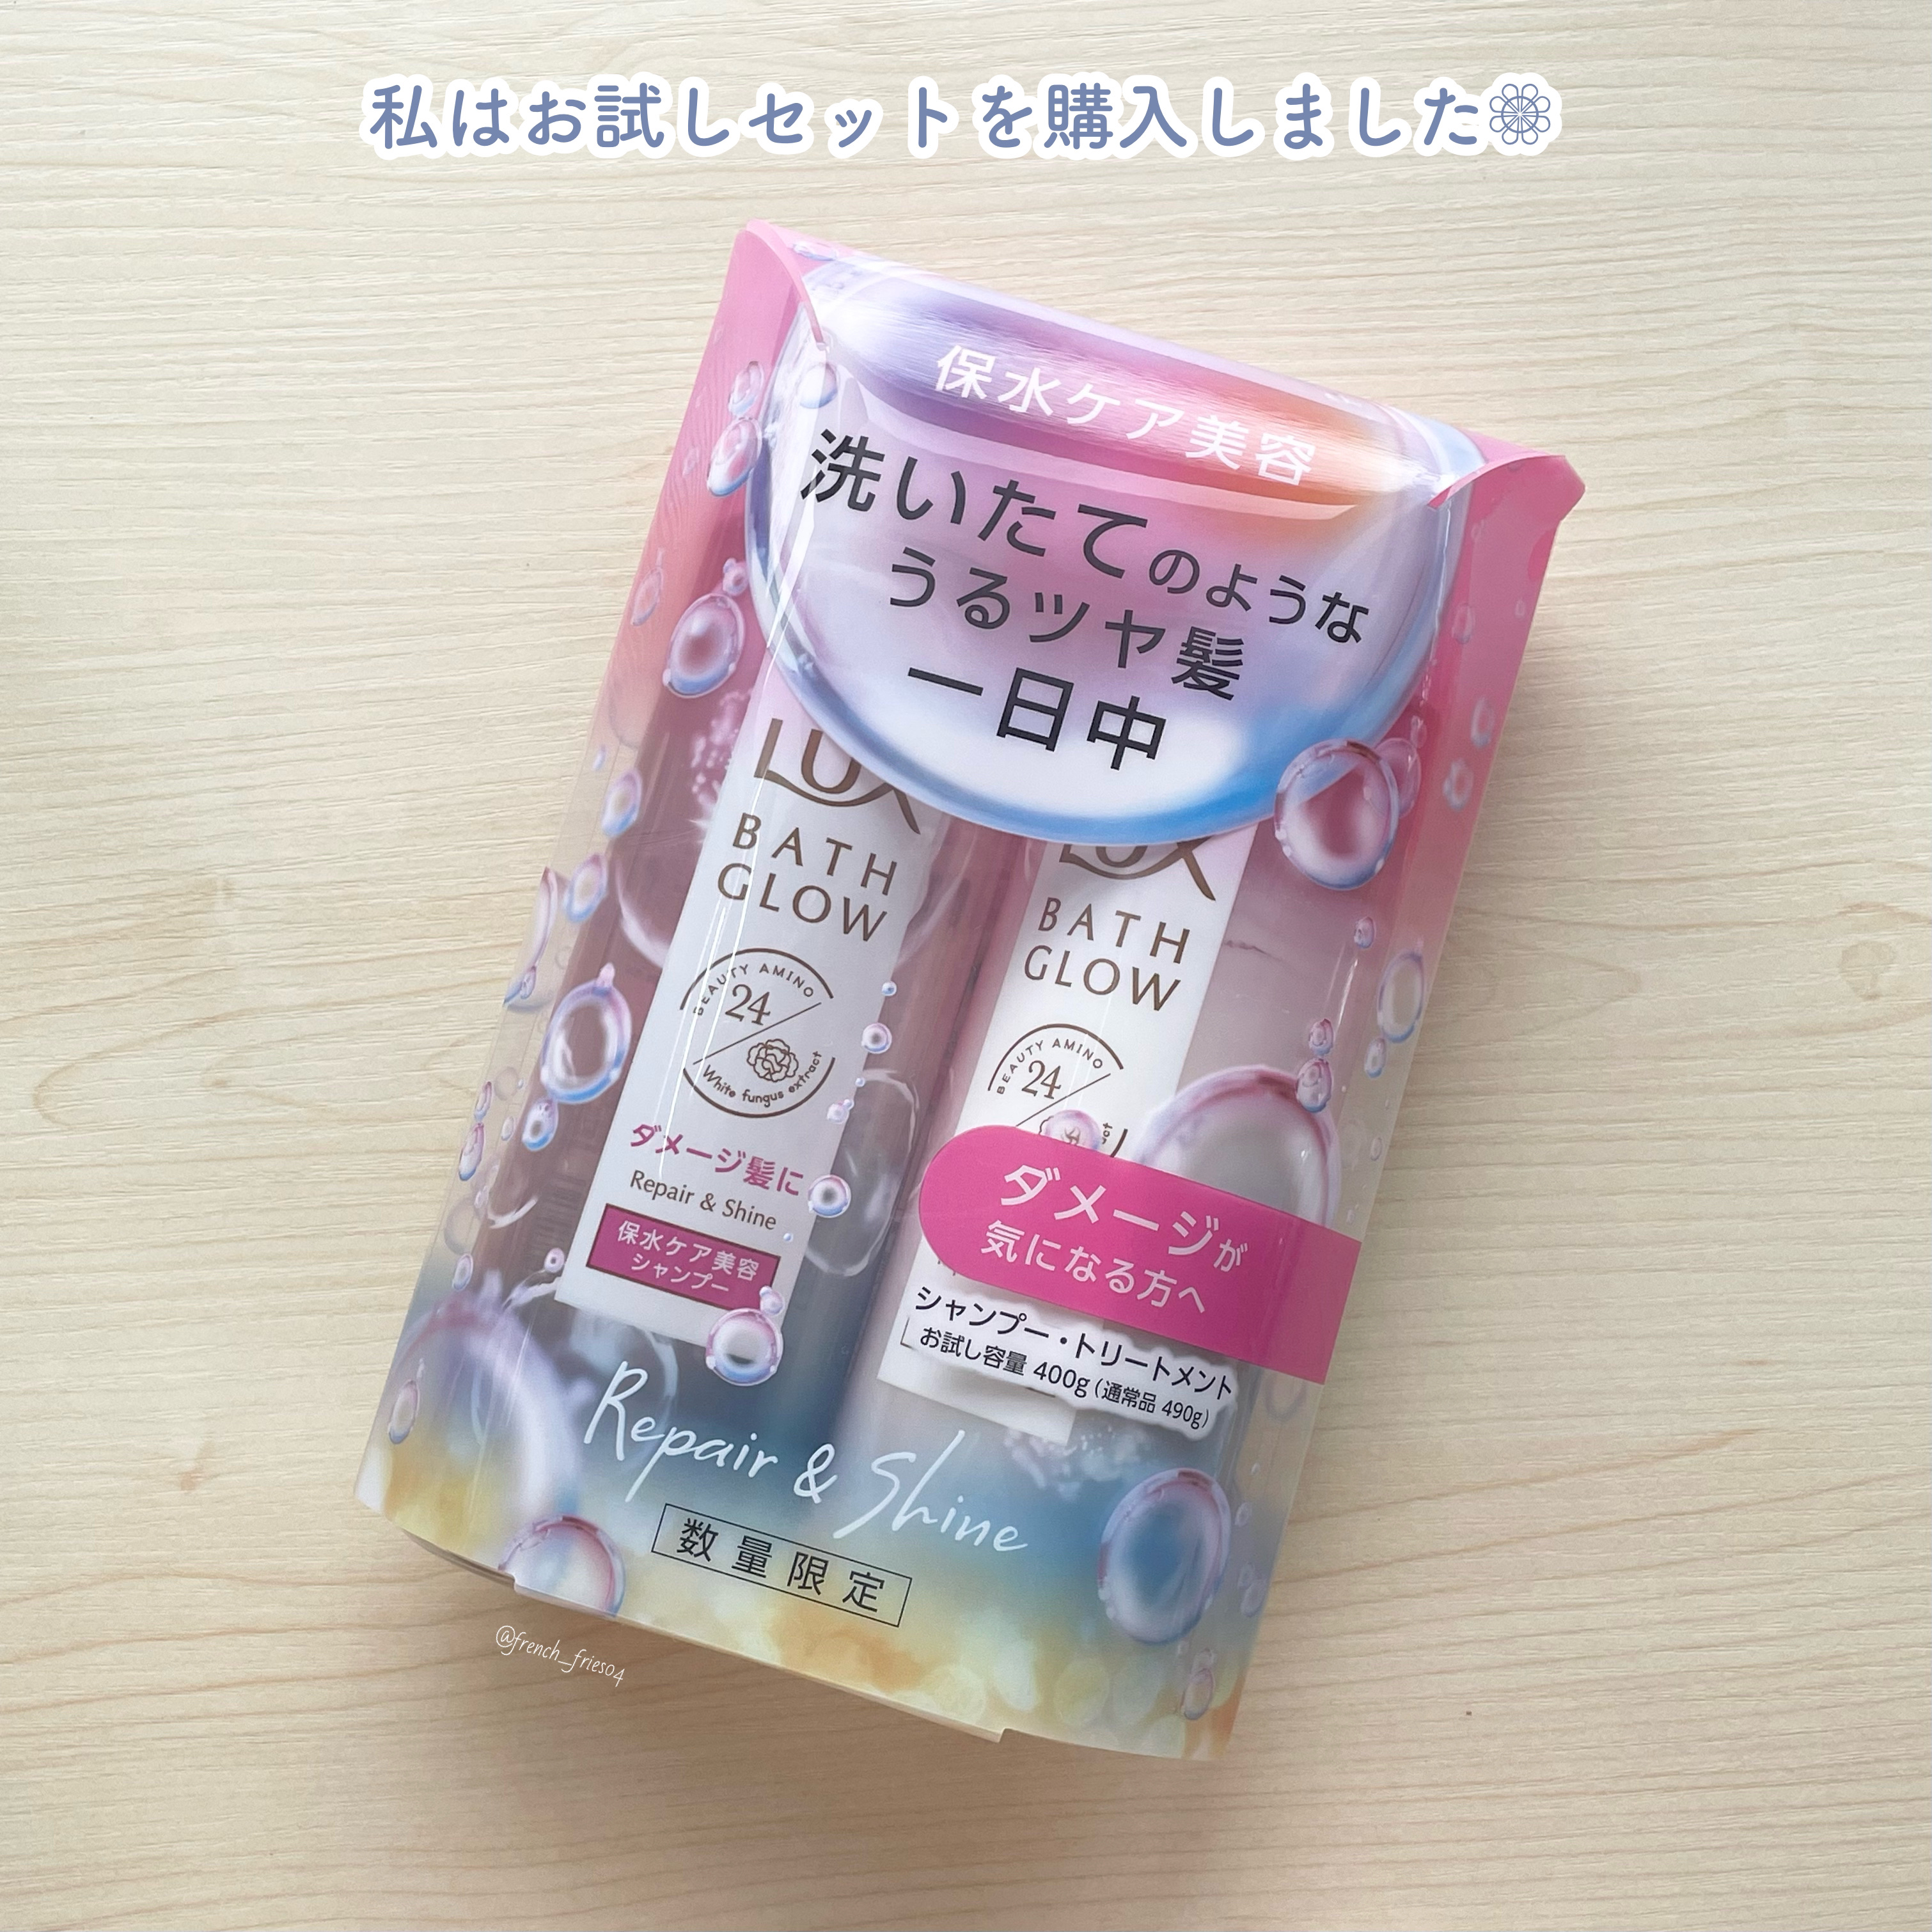 私はお試しセットを購入しました
保水ケア美容
洗いたてのような
うるツヤ髪
一日中
LUX
BATH
GLOW
BEAUTY AMINO
24
White fungus extract
ダメージ髪に
Repair & Shine
保水ケア美容
シャンプー
LUX
BATH
GLOW
BEAUTY AMINO
24
ダメージが
気になる方へ
シャンプー・トリートメント
お試し容量 400g (通常品 490g)
Repair & Shine
数量限定
@french_fries04